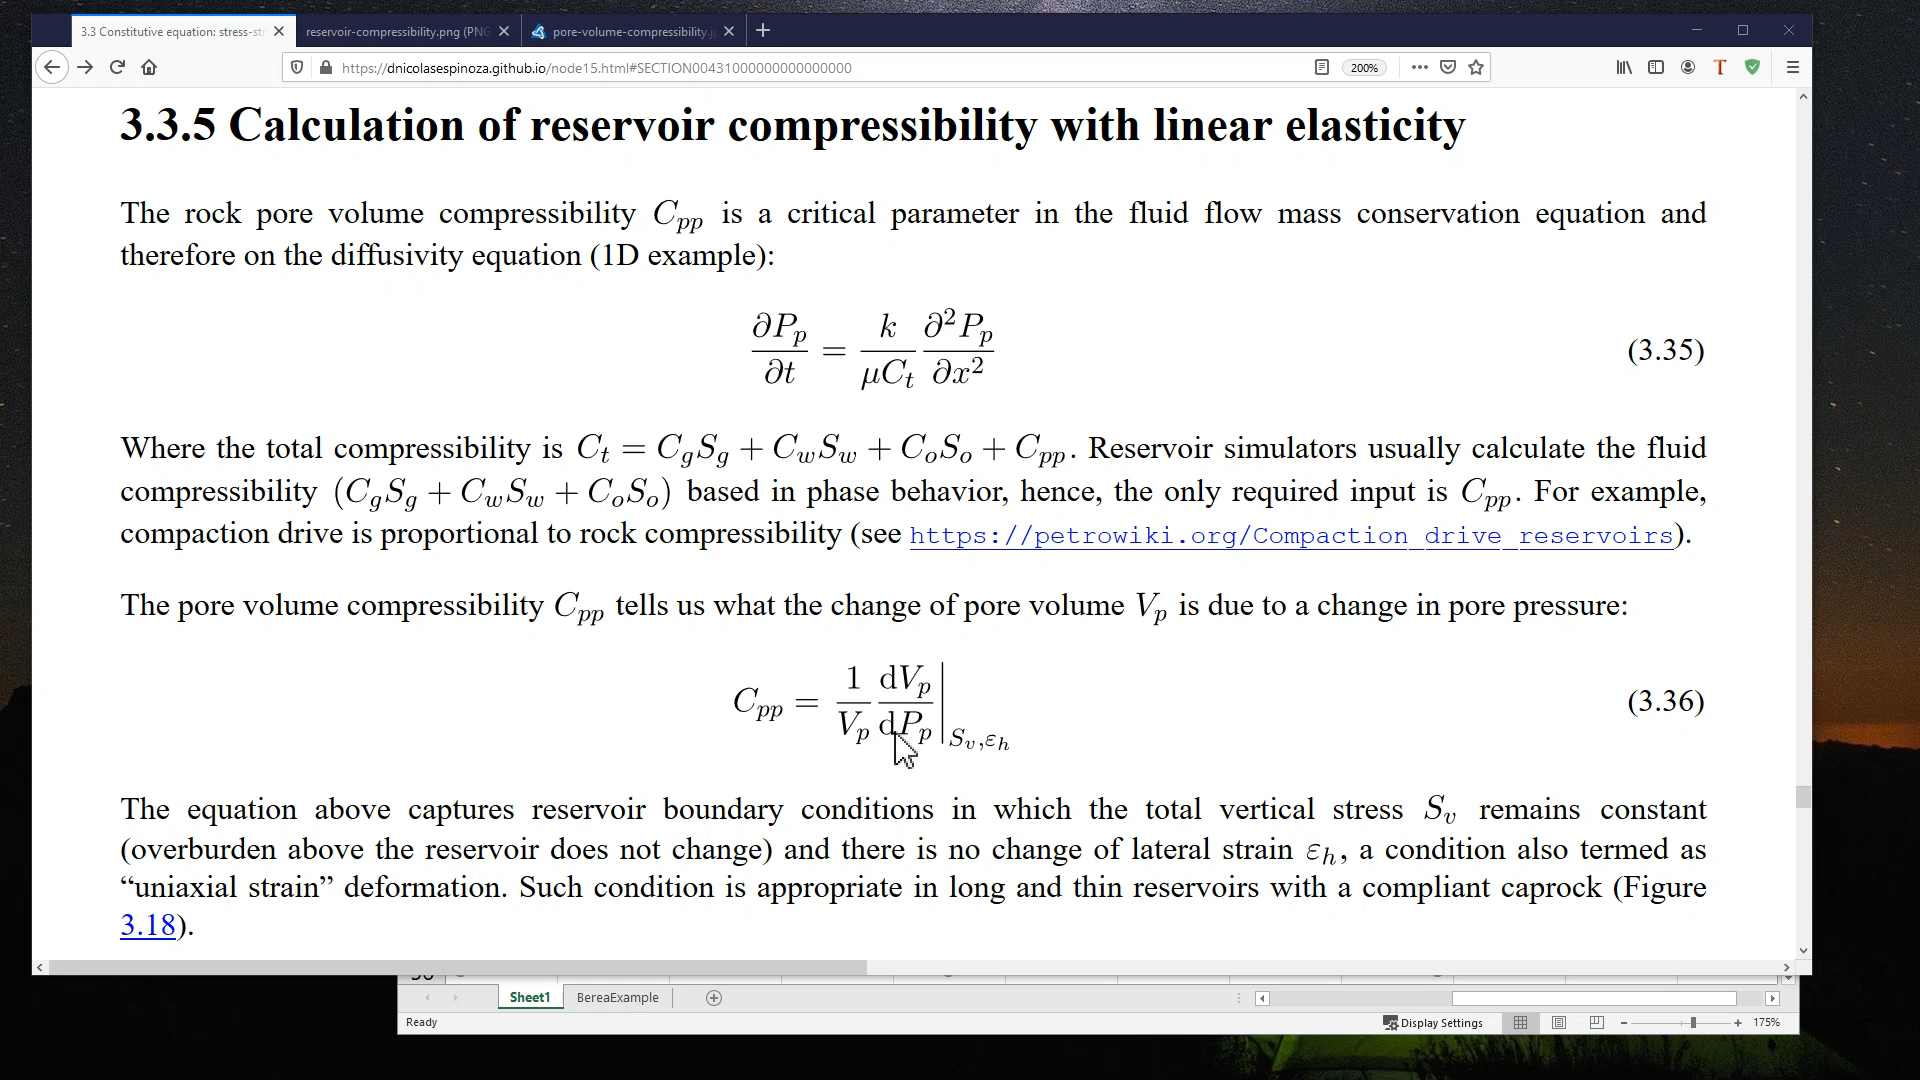 3.3 Constitutive equation: stress-str
reservoir-compressibility.png (PNG
pore-volume-compressibility.j
https://dnicolasespinoza.github.io/node15.html#SECTION00431000000000000000
200%
3.3.5 Calculation of reservoir compressibility with linear elasticity
The rock pore volume compressibility C_pp is a critical parameter in the fluid flow mass conservation equation and
therefore on the diffusivity equation (1D example):
∂P_p/∂t = k/(μC_t) ∂²P_p/∂x² (3.35)
Where the total compressibility is C_t = C_gS_g + C_wS_w + C_oS_o + C_pp. Reservoir simulators usually calculate the fluid
compressibility (C_gS_g + C_wS_w + C_oS_o) based in phase behavior, hence, the only required input is C_pp. For example,
compaction drive is proportional to rock compressibility (see https://petrowiki.org/Compaction_drive_reservoirs).
The pore volume compressibility C_pp tells us what the change of pore volume V_p is due to a change in pore pressure:
C_pp = 1/V_p dV_p/dP_p |_{S_v,ε_h} (3.36)
The equation above captures reservoir boundary conditions in which the total vertical stress S_v remains constant
(overburden above the reservoir does not change) and there is no change of lateral strain ε_h, a condition also termed as
“uniaxial strain” deformation. Such condition is appropriate in long and thin reservoirs with a compliant caprock (Figure
3.18).
Sheet1 BereaExample
Ready Display Settings 175%